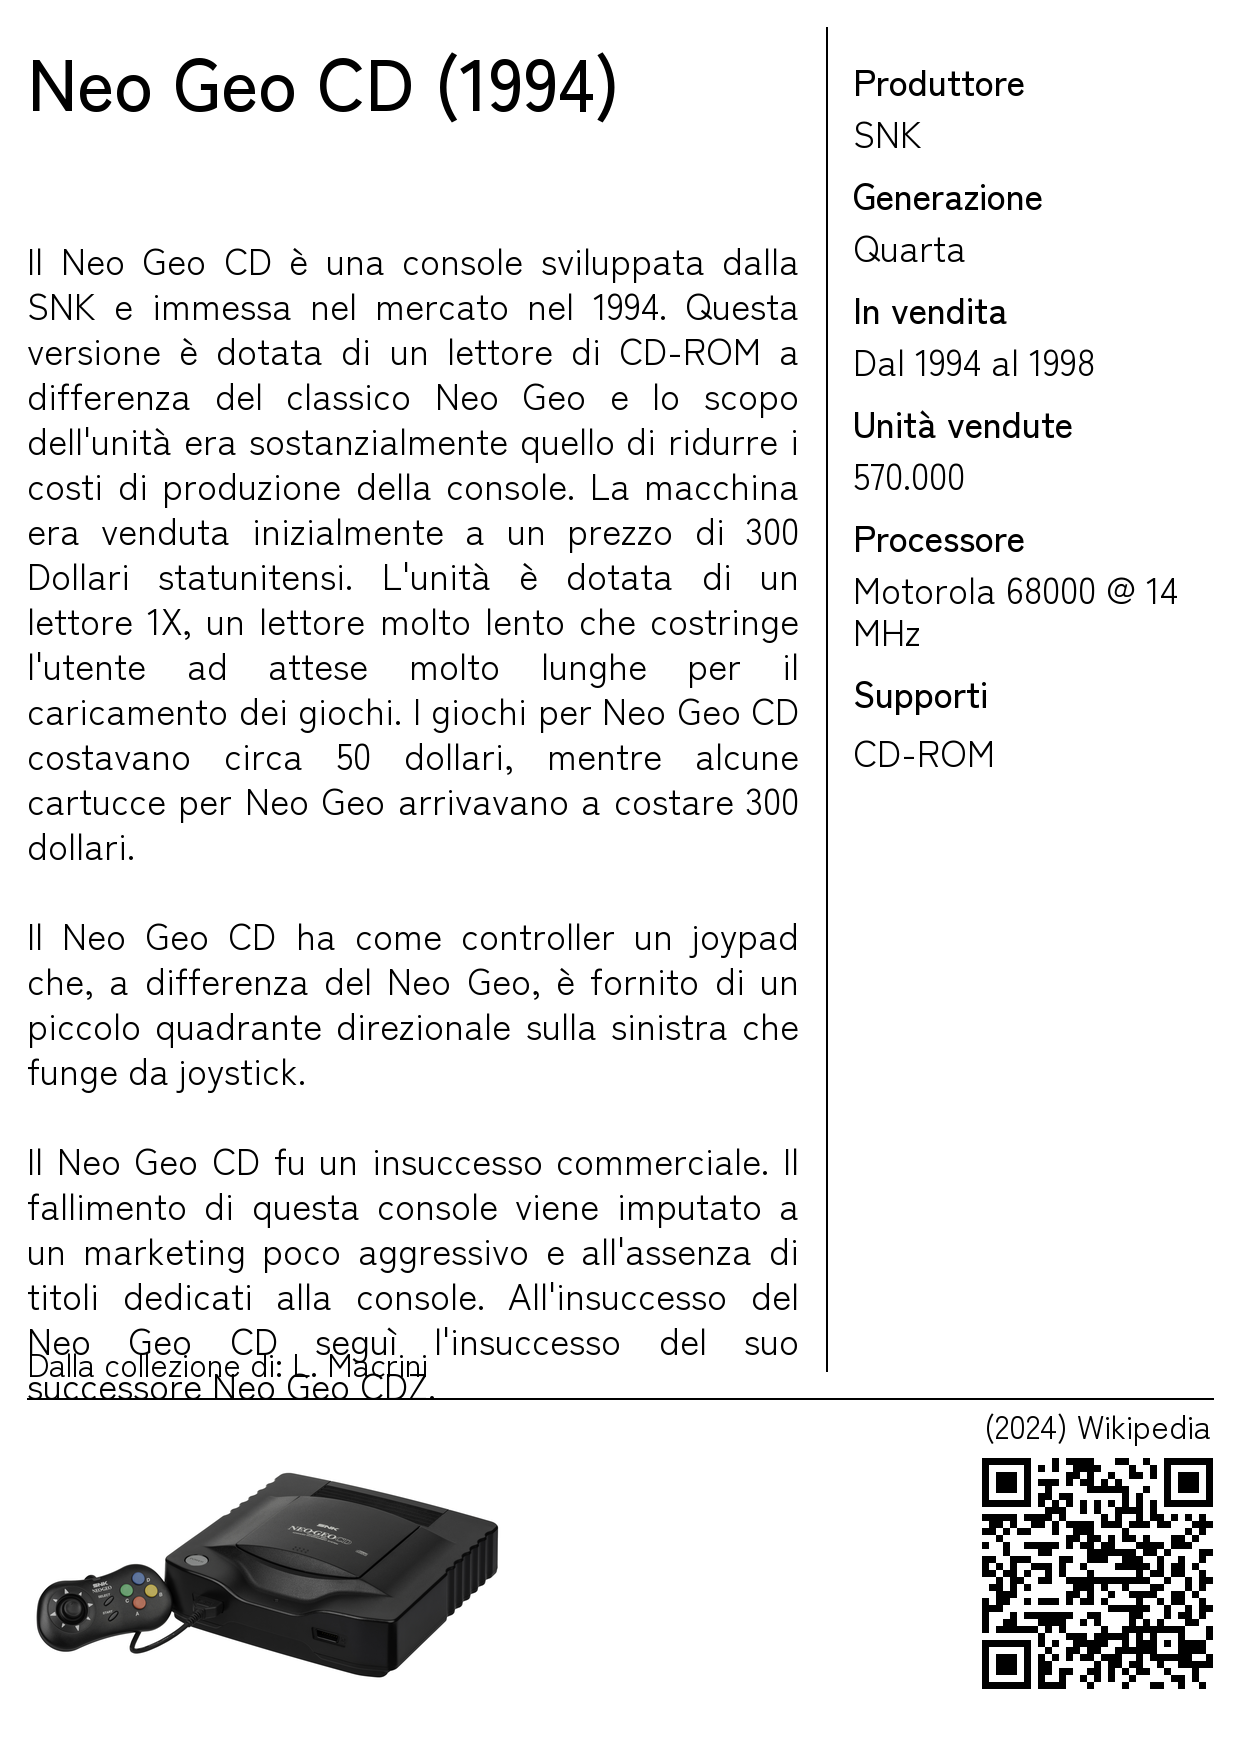 Neo Geo CD (1994)
Il Neo Geo CD è una console sviluppata dalla
SNK e immessa nel mercato nel 1994. Questa
versione è dotata di un lettore di CD-ROM a
differenza del classico Neo Geo e lo scopo
dell'unità era sostanzialmente quello di ridurre i
costi di produzione della console. La macchina
era venduta inizialmente a un prezzo di 300
Dollari statunitensi. L'unità è dotata di un
lettore 1X, un lettore molto lento che costringe
l'utente ad attese molto lunghe per il
caricamento dei giochi. I giochi per Neo Geo CD
costavano circa 50 dollari, mentre alcune
cartucce per Neo Geo arrivavano a costare 300
dollari.
Il Neo Geo CD ha come controller un joypad
che, a differenza del Neo Geo, è fornito di un
piccolo quadrante direzionale sulla sinistra che
funge da joystick.
Il Neo Geo CD fu un insuccesso commerciale. Il
fallimento di questa console viene imputato a
un marketing poco aggressivo e all'assenza di
titoli dedicati alla console. All'insuccesso del
Neo Geo CD seguì l'insuccesso del suo
successore Neo Geo CDZ.
Dalla collezione di: L. Macrini
Produttore
SNK
Generazione
Quarta
In vendita
Dal 1994 al 1998
Unità vendute
570.000
Processore
Motorola 68000 @ 14
MHz
Supporti
CD-ROM
(2024) Wikipedia
SNK
NEO·GEO CD
SNK
NEO·GEO
SELECT
START
A
B
C
D